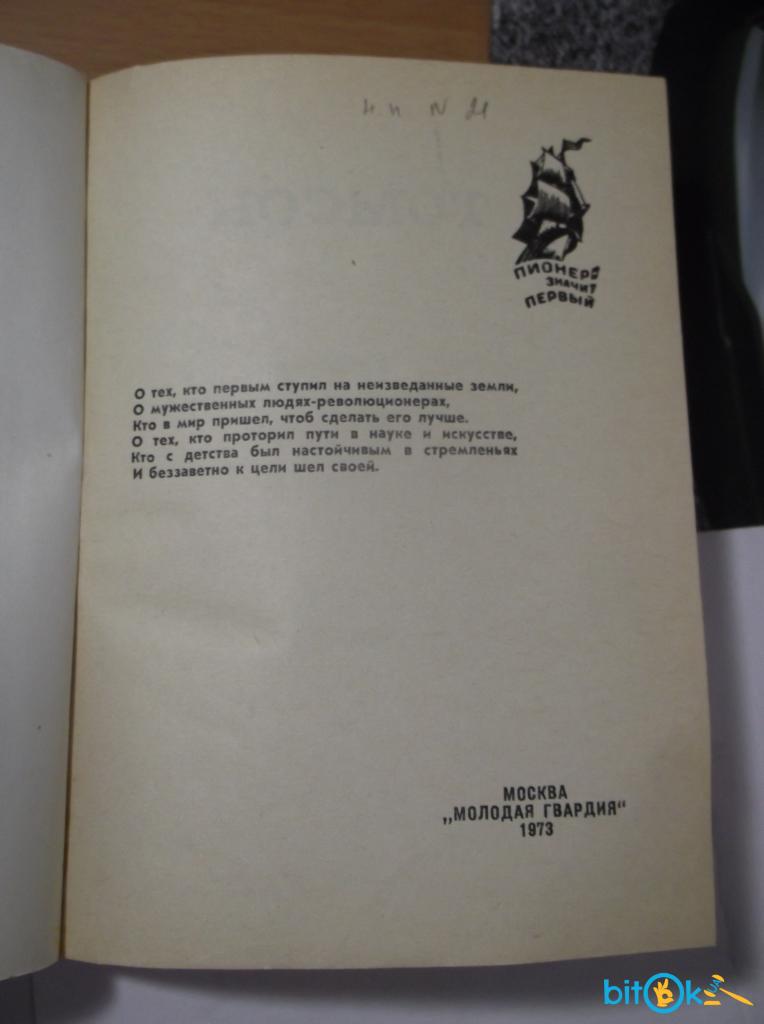 ПИОНЕР
ЗНАЧИТ
ПЕРВЫЙ
О тех, кто первым ступил на неизведанные земли,
О мужественных людях-революционерах,
Кто в мир пришел, чтоб сделать его лучше.
О тех, кто проторил пути в науке и искусстве,
Кто с детства был настойчивым в стремленьях
И беззаветно к цели шел своей.
МОСКВА
„МОЛОДАЯ ГВАРДИЯ“
1973
bitOk UA